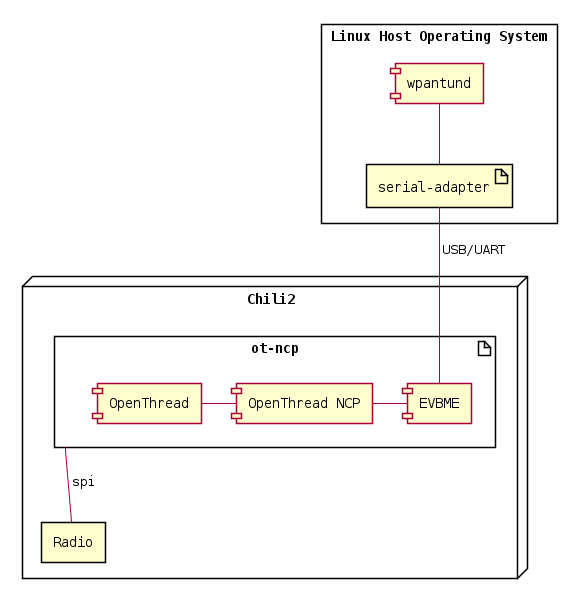 Linux Host Operating System
wpantund
serial-adapter
USB/UART
Chili2
ot-ncp
OpenThread
OpenThread NCP
EVBME
spi
Radio